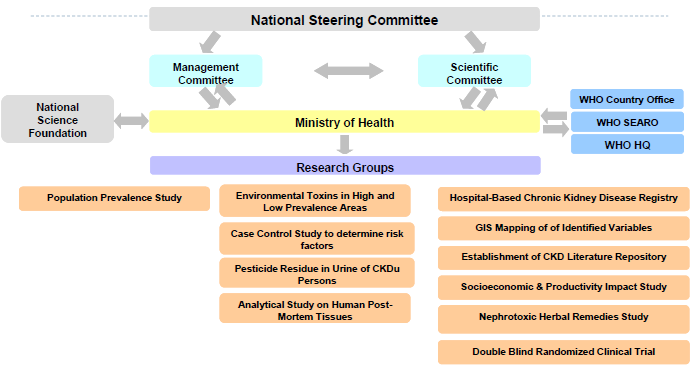 National Steering Committee
Management
Committee
Scientific
Committee
National
Science
Foundation
Ministry of Health
WHO Country Office
WHO SEARO
WHO HQ
Research Groups
Population Prevalence Study
Environmental Toxins in High and
Low Prevalence Areas
Case Control Study to determine risk
factors
Pesticide Residue in Urine of CKDu
Persons
Analytical Study on Human Post-
Mortem Tissues
Hospital-Based Chronic Kidney Disease Registry
GIS Mapping of of Identified Variables
Establishment of CKD Literature Repository
Socioeconomic & Productivity Impact Study
Nephrotoxic Herbal Remedies Study
Double Blind Randomized Clinical Trial